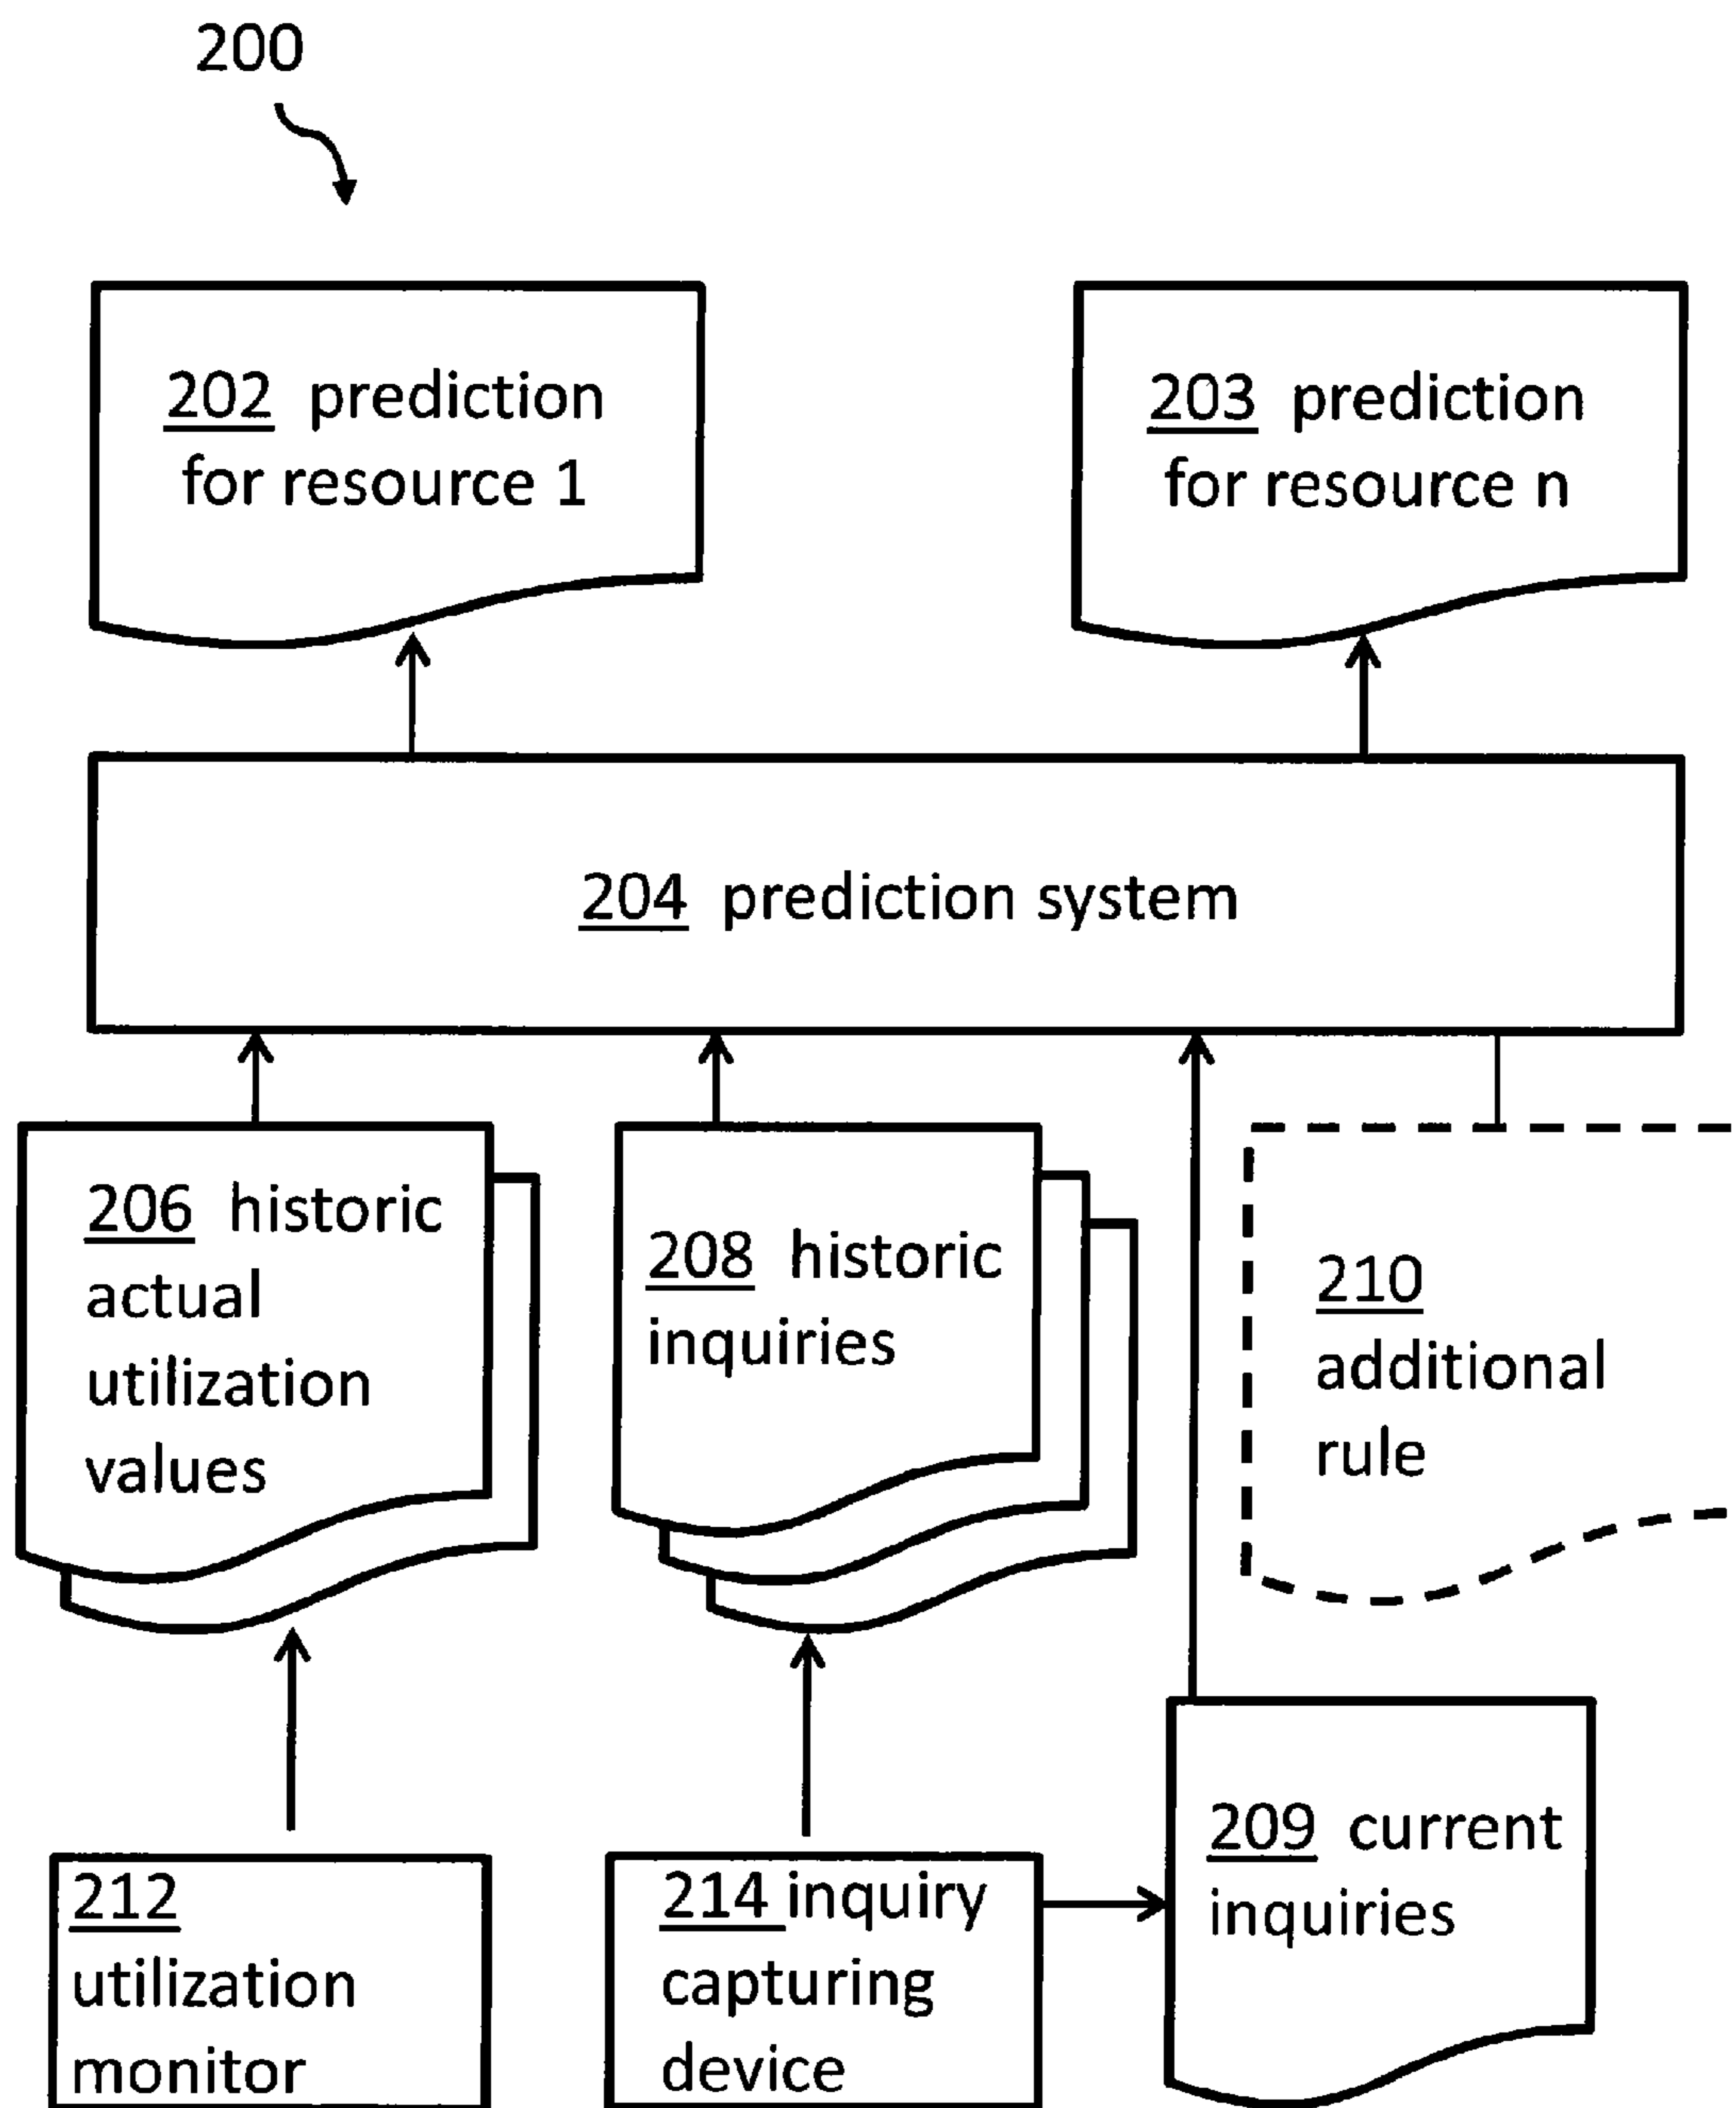 200
202 prediction
for resource 1
203 prediction
for resource n
204 prediction system
206 historic
actual
utilization
values
208 historic
inquiries
210
additional
rule
209 current
inquiries
212
utilization
monitor
214 inquiry
capturing
device